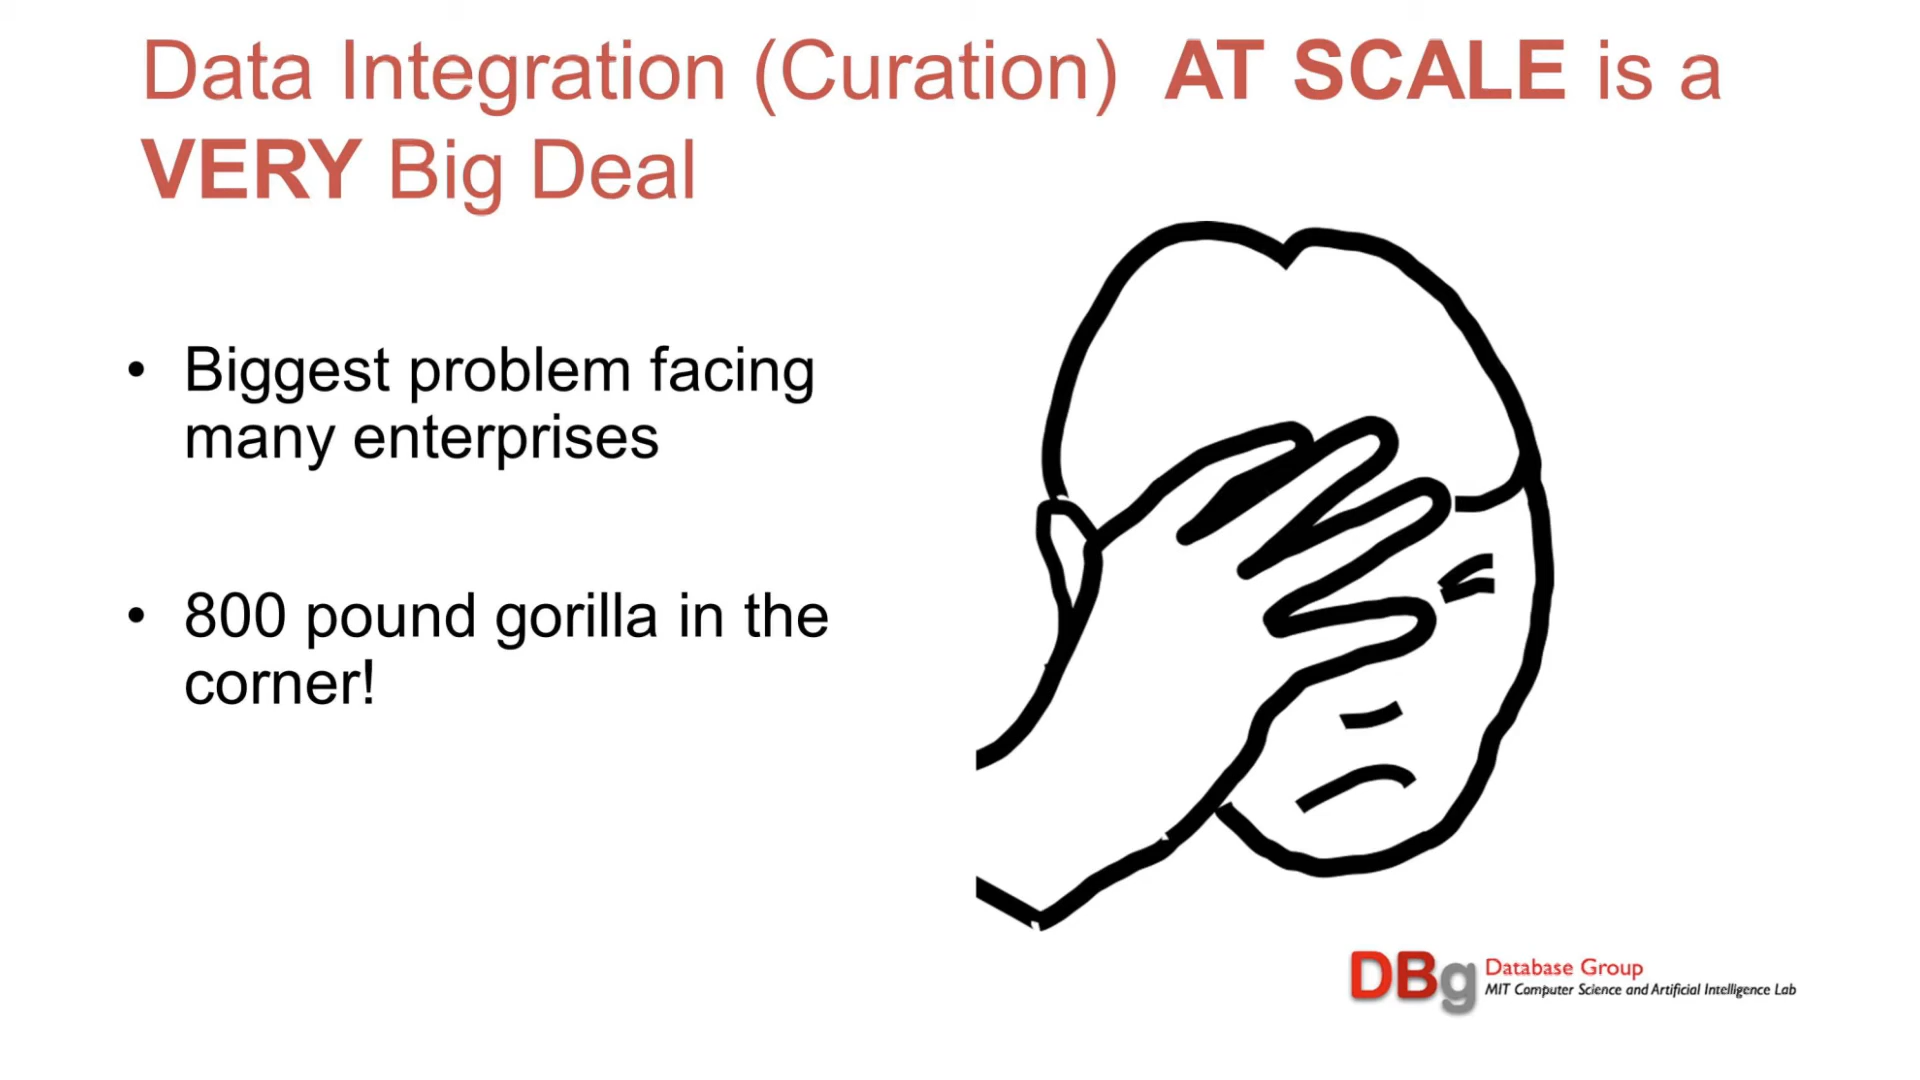 Data Integration (Curation) AT SCALE is a
VERY Big Deal
• Biggest problem facing
many enterprises
• 800 pound gorilla in the
corner!
DBg Database Group
MIT Computer Science and Artificial Intelligence Lab